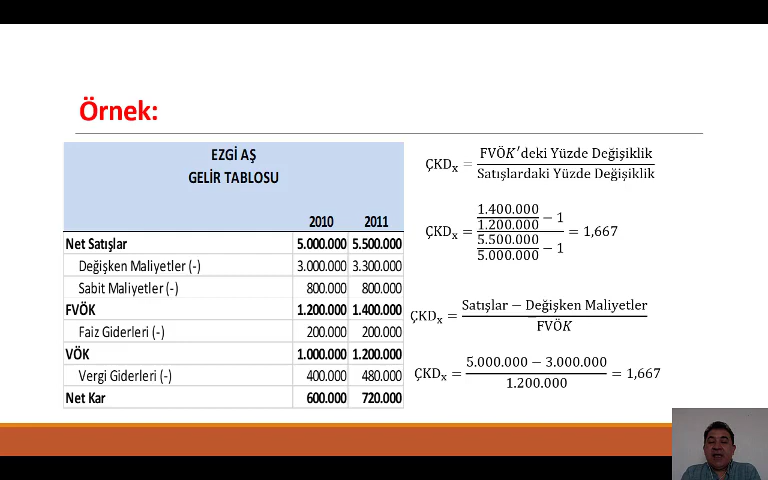 Örnek:
EZGİ AŞ
GELİR TABLOSU
2010 2011
Net Satışlar 5.000.000 5.500.000
Değişken Maliyetler (-) 3.000.000 3.300.000
Sabit Maliyetler (-) 800.000 800.000
FVÖK 1.200.000 1.400.000
Faiz Giderleri (-) 200.000 200.000
VÖK 1.000.000 1.200.000
Vergi Giderleri (-) 400.000 480.000
Net Kar 600.000 720.000
ÇKDx = FVÖK'deki Yüzde Değişiklik
Satışlardaki Yüzde Değişiklik
1.400.000
1.200.000 − 1
ÇKDx = = 1,667
5.500.000
5.000.000 − 1
ÇKDx = Satışlar − Değişken Maliyetler
FVÖK
ÇKDx = 5.000.000 − 3.000.000 = 1,667
1.200.000